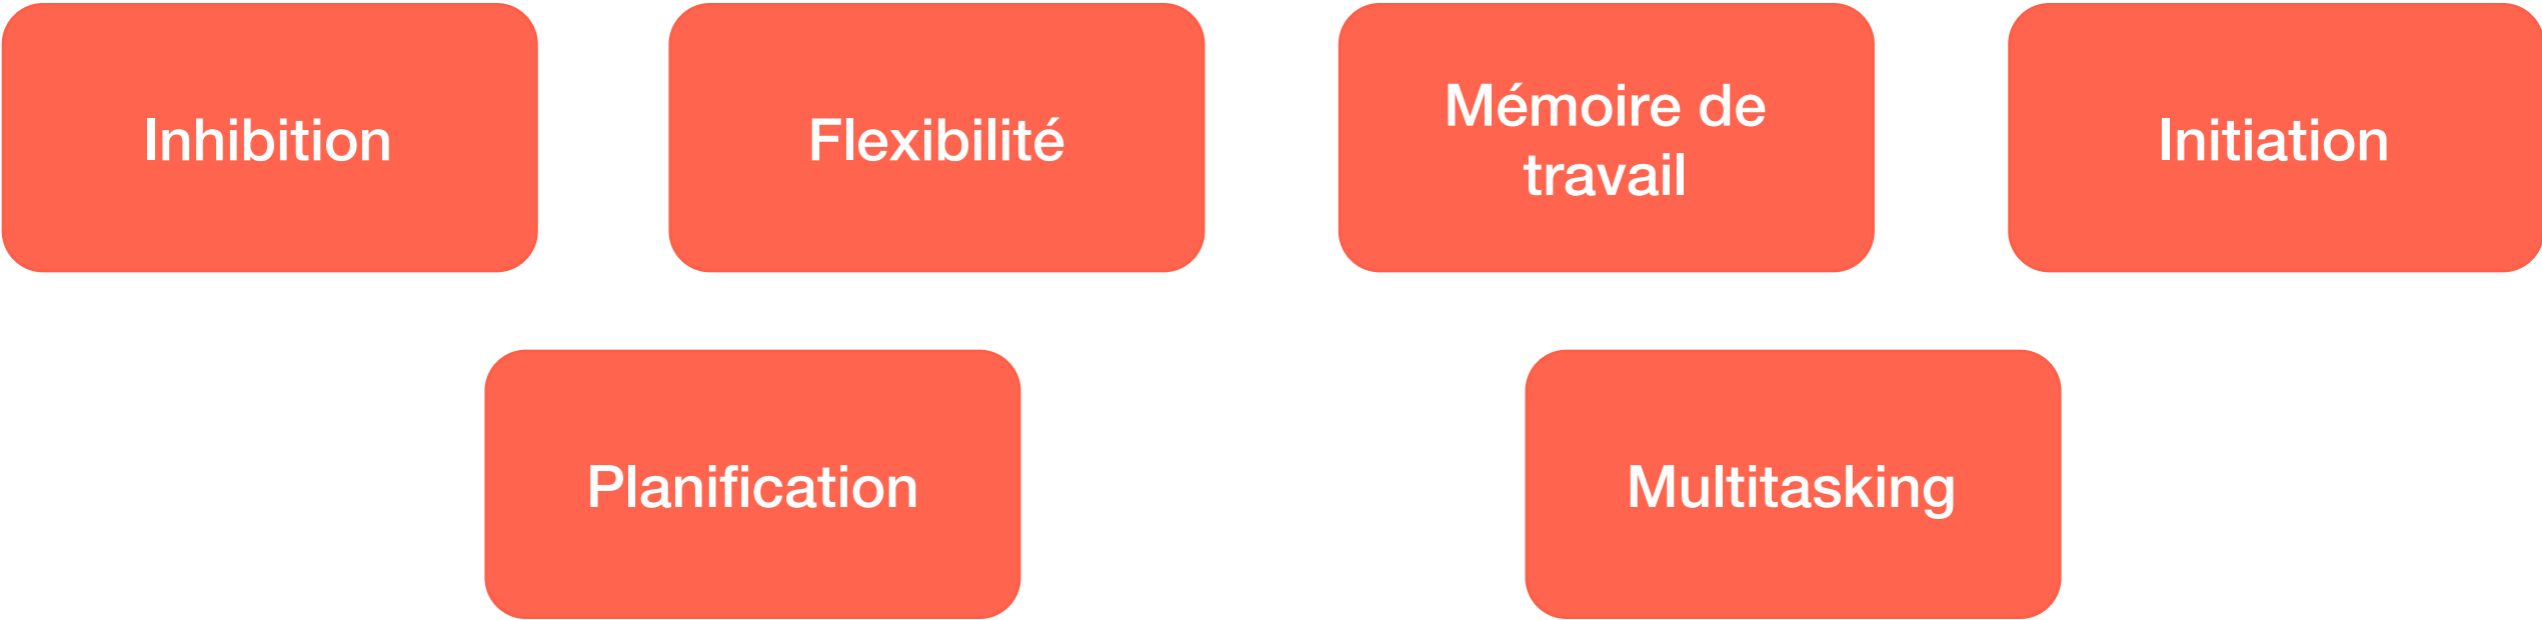 Inhibition
Flexibilité
Mémoire de
travail
Initiation
Planification
Multitasking